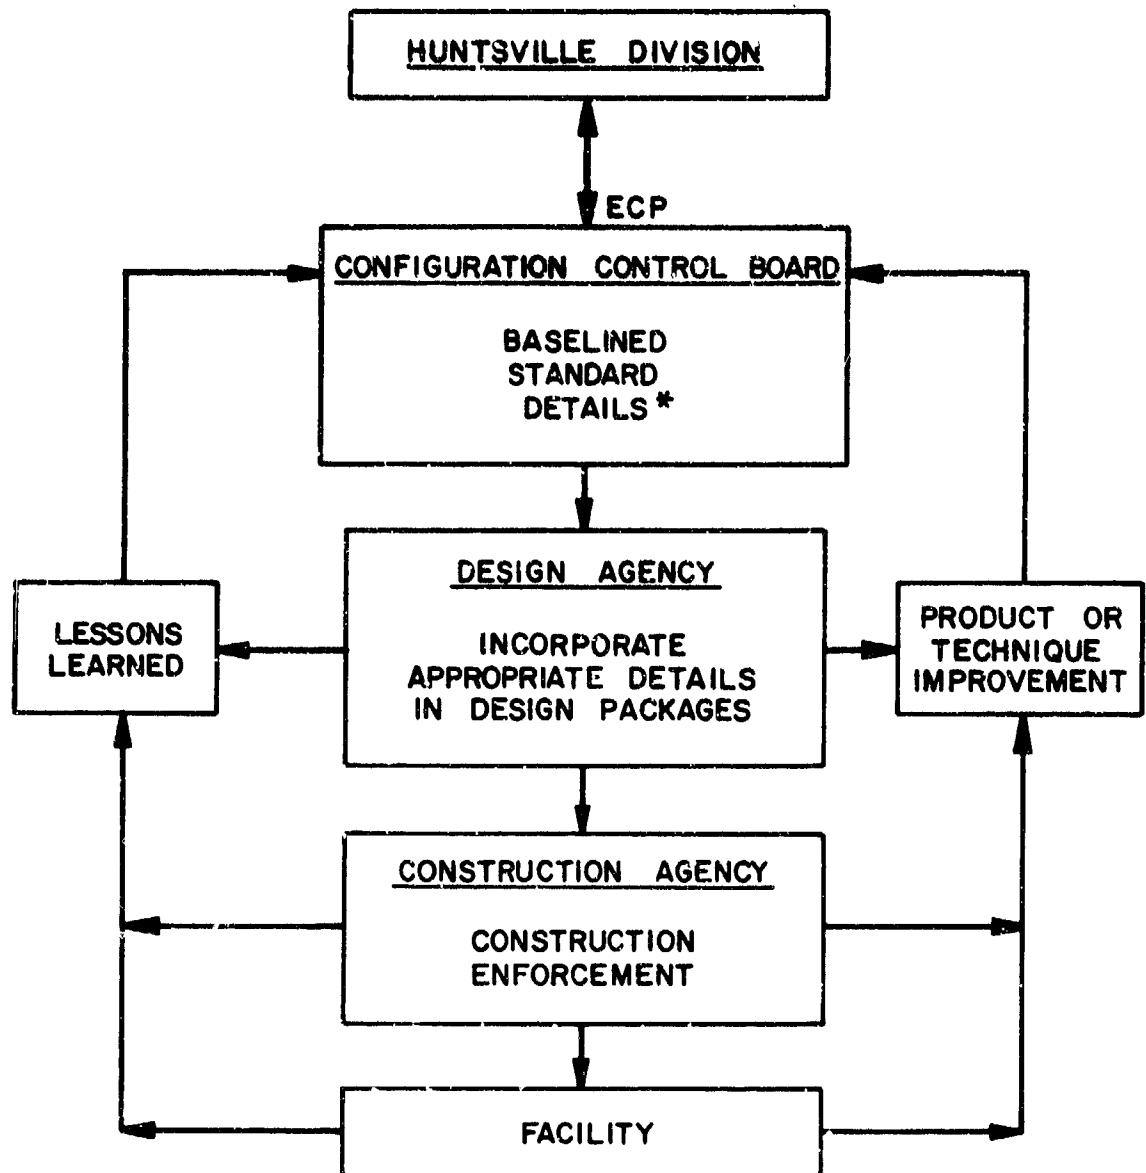 HUNTSVILLE DIVISION
ECP
CONFIGURATION CONTROL BOARD
BASELINED
STANDARD
DETAILS*
DESIGN AGENCY
INCORPORATE
APPROPRIATE DETAILS
IN DESIGN PACKAGES
LESSONS
LEARNED
PRODUCT OR
TECHNIQUE
IMPROVEMENT
CONSTRUCTION AGENCY
CONSTRUCTION
ENFORCEMENT
FACILITY